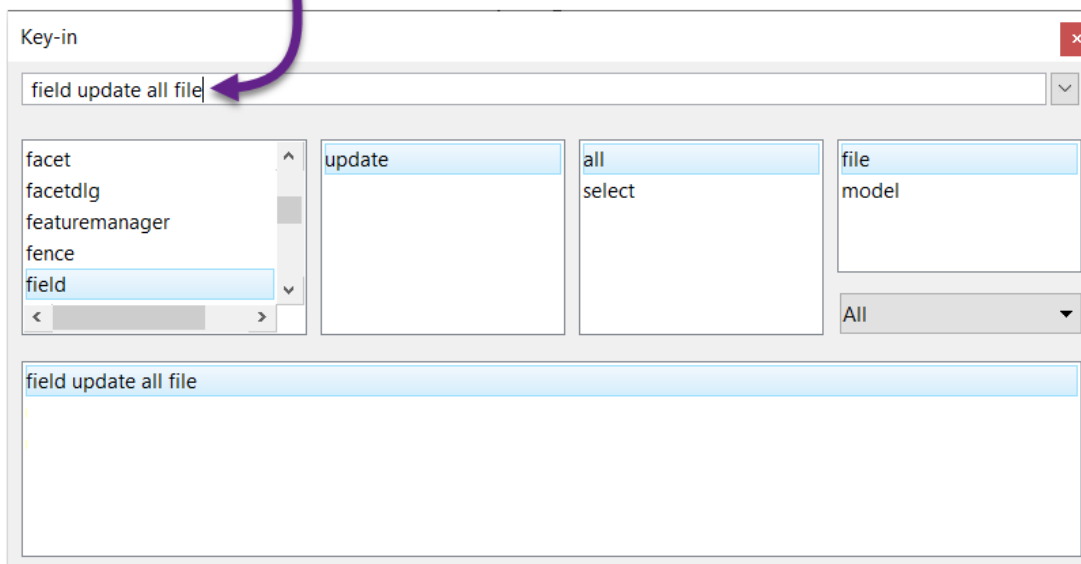 Key-in
field update all file
facet
facetdlg
featuremanager
fence
field
update
all
select
file
model
All
field update all file